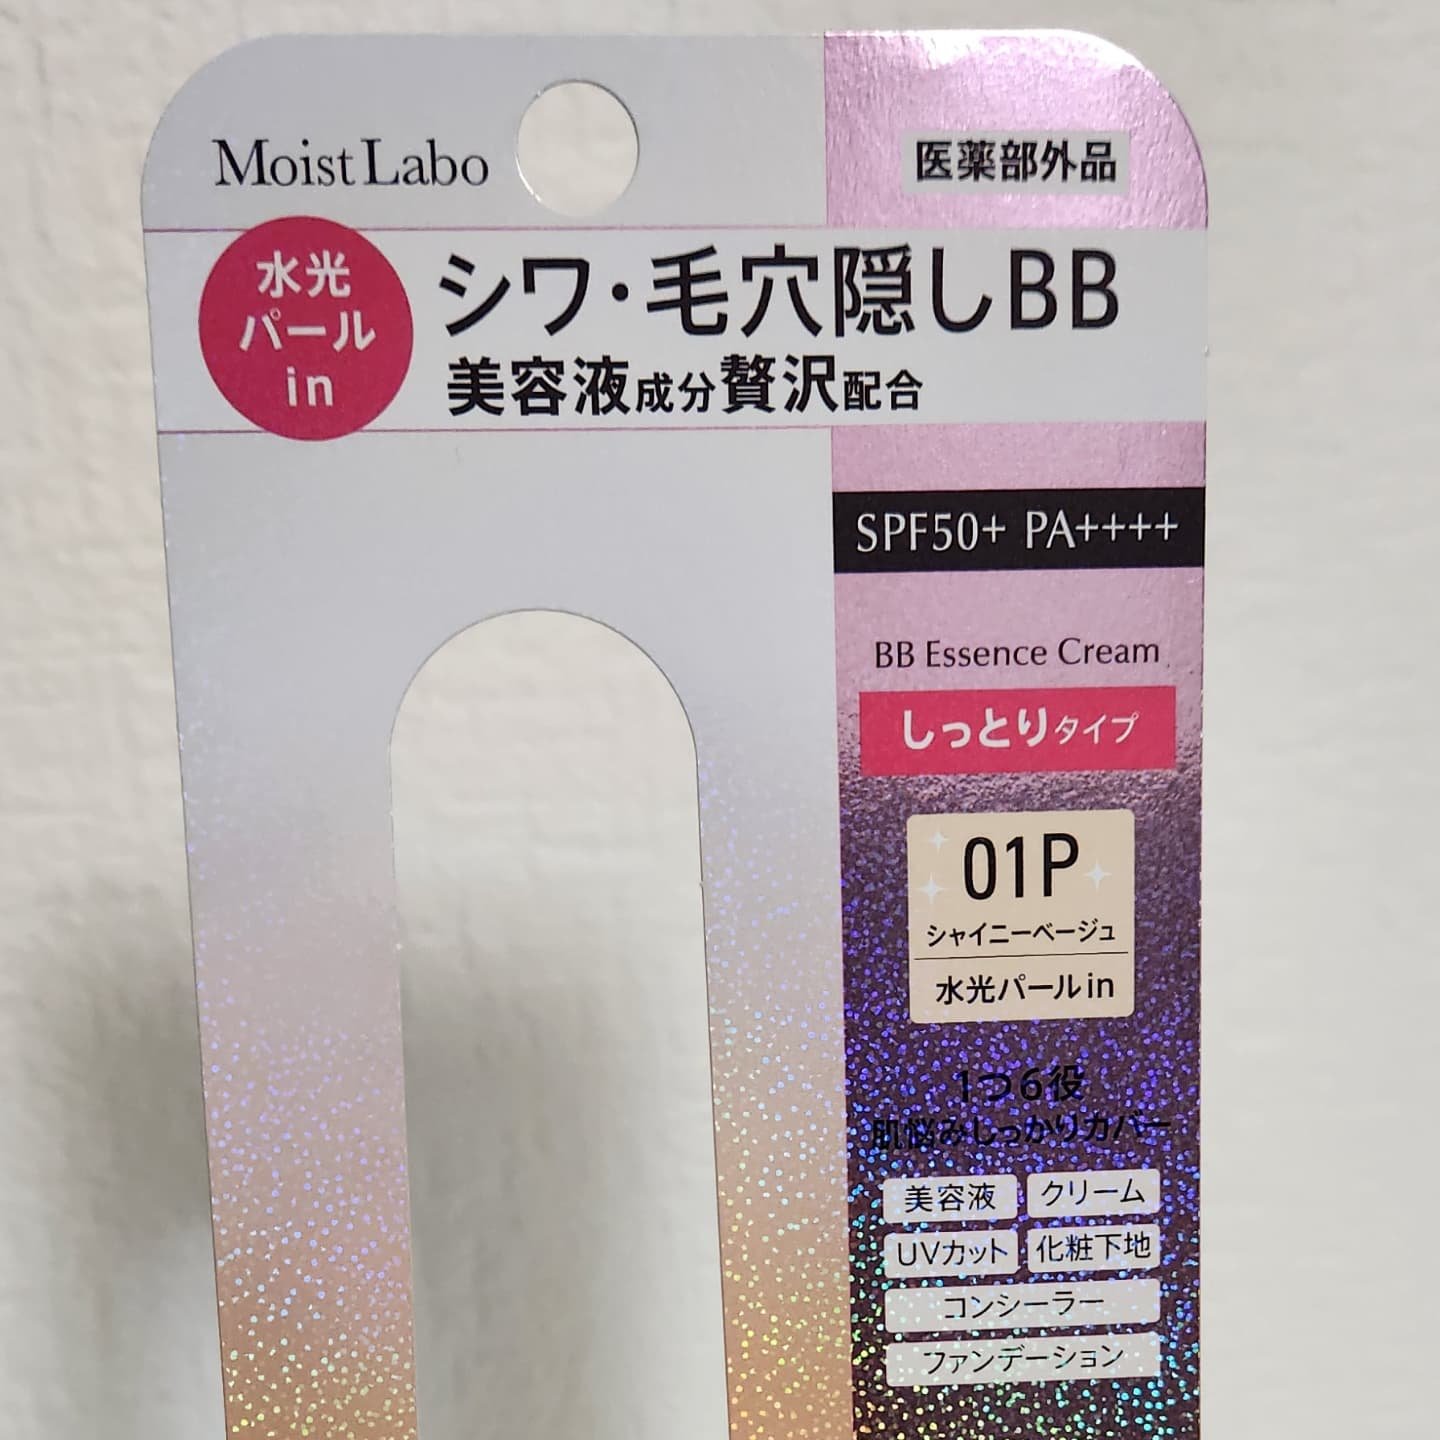 Moist Labo
医薬部外品
水光
パール
in
シワ・毛穴隠しBB
美容液成分贅沢配合
SPF50+ PA++++
BB Essence Cream
しっとりタイプ
01P
シャイニーベージュ
水光パールin
1つ6役
肌悩みしっかりカバー
美容液 クリーム
UVカット 化粧下地
コンシーラー
ファンデーション